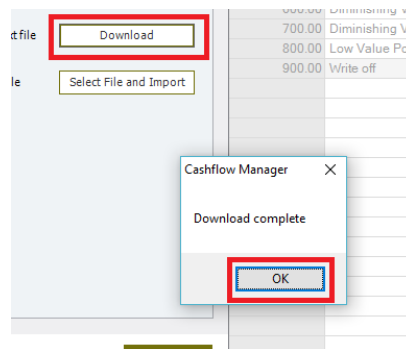 600.00 Diminishing V
xt file Download 700.00 Diminishing V
800.00 Low Value Po
le Select File and Import 900.00 Write off
Cashflow Manager
Download complete
OK